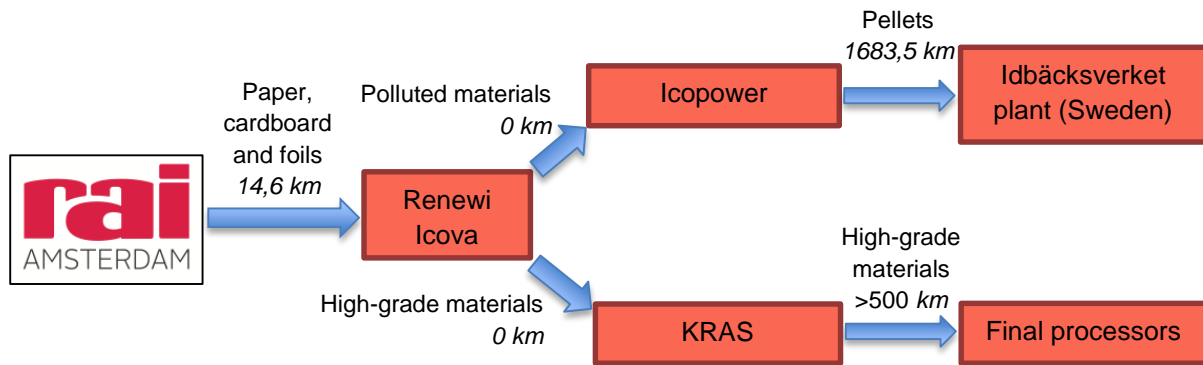 Paper,
cardboard
and foils
14,6 km
rai
AMSTERDAM
Renewi
Icova
Polluted materials
0 km
Icopower
Pellets
1683,5 km
Idbäcksverket
plant (Sweden)
High-grade materials
0 km
KRAS
High-grade
materials
>500 km
Final processors